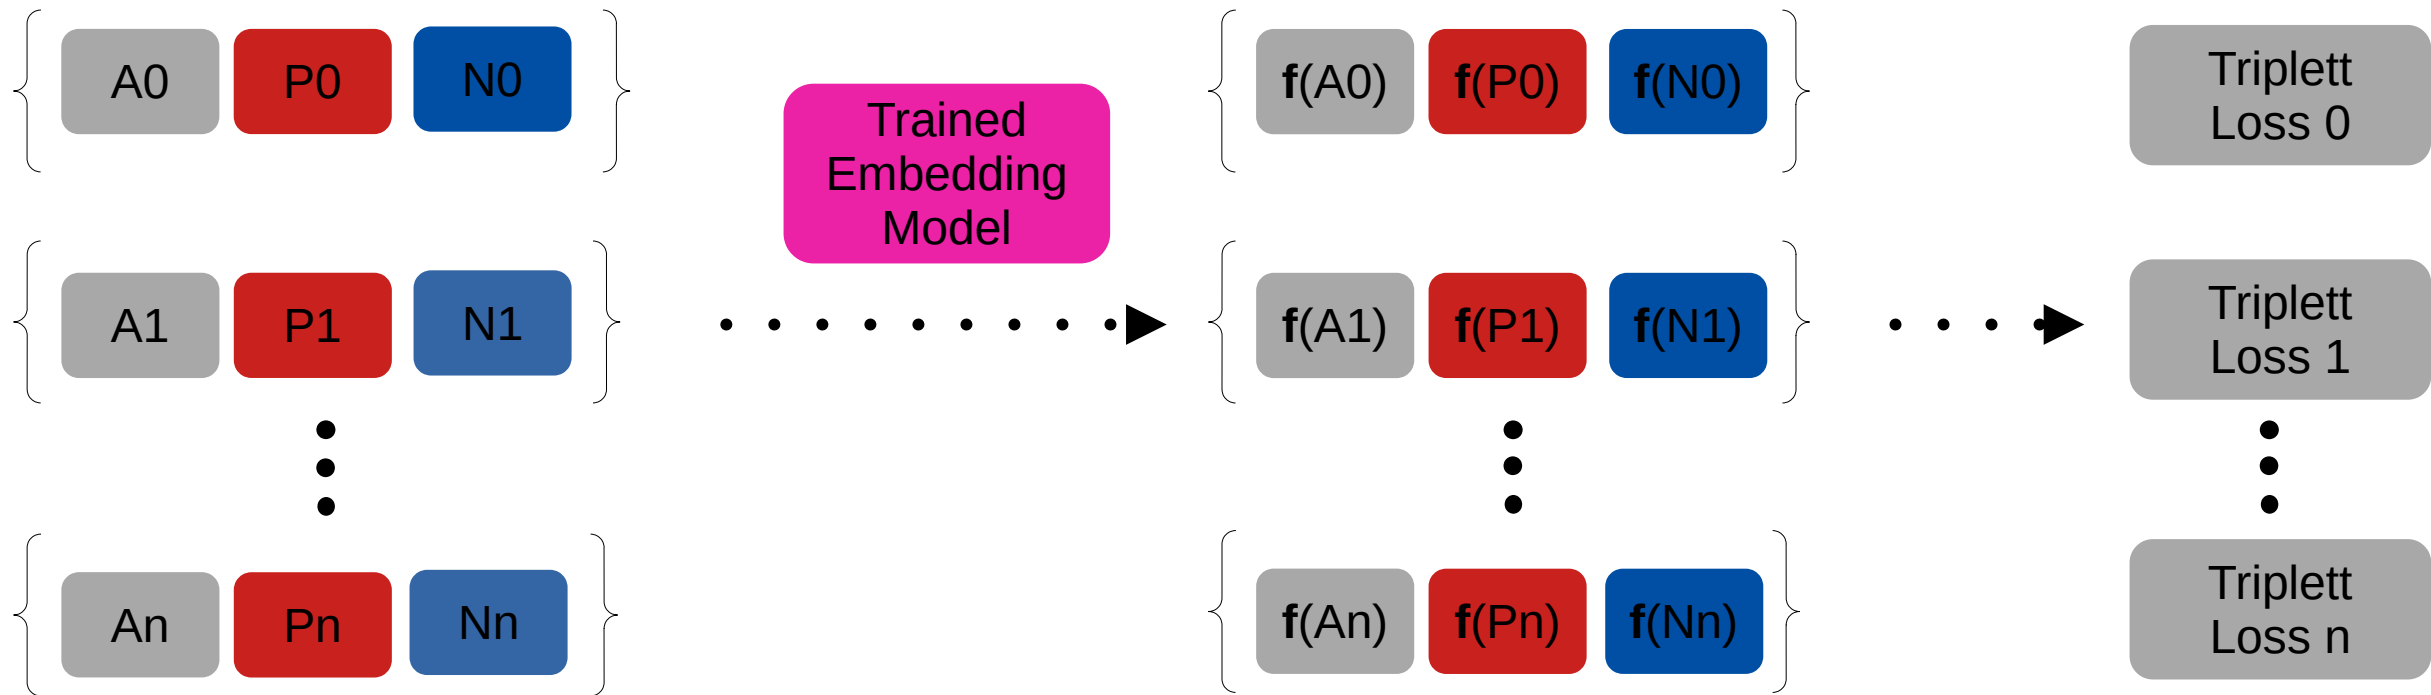 A0 P0 N0
Trained
Embedding
Model
f(A0) f(P0) f(N0)
Triplett
Loss 0
A1 P1 N1
f(A1) f(P1) f(N1)
Triplett
Loss 1
An Pn Nn
f(An) f(Pn) f(Nn)
Triplett
Loss n